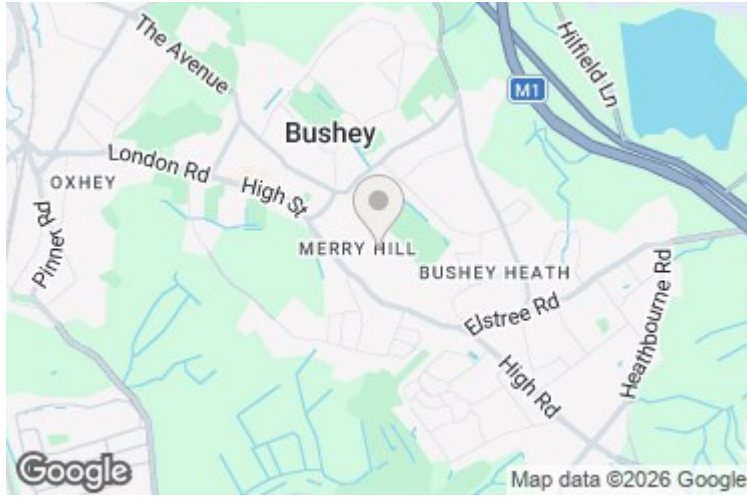 The Avenue
Hilfield Ln
M1
Bushey
London Rd
High St
OXHEY
Pinner Rd
MERRY HILL
BUSHEY HEATH
Elstree Rd
Heathbourne Rd
High Rd
Google
Map data ©2026 Google